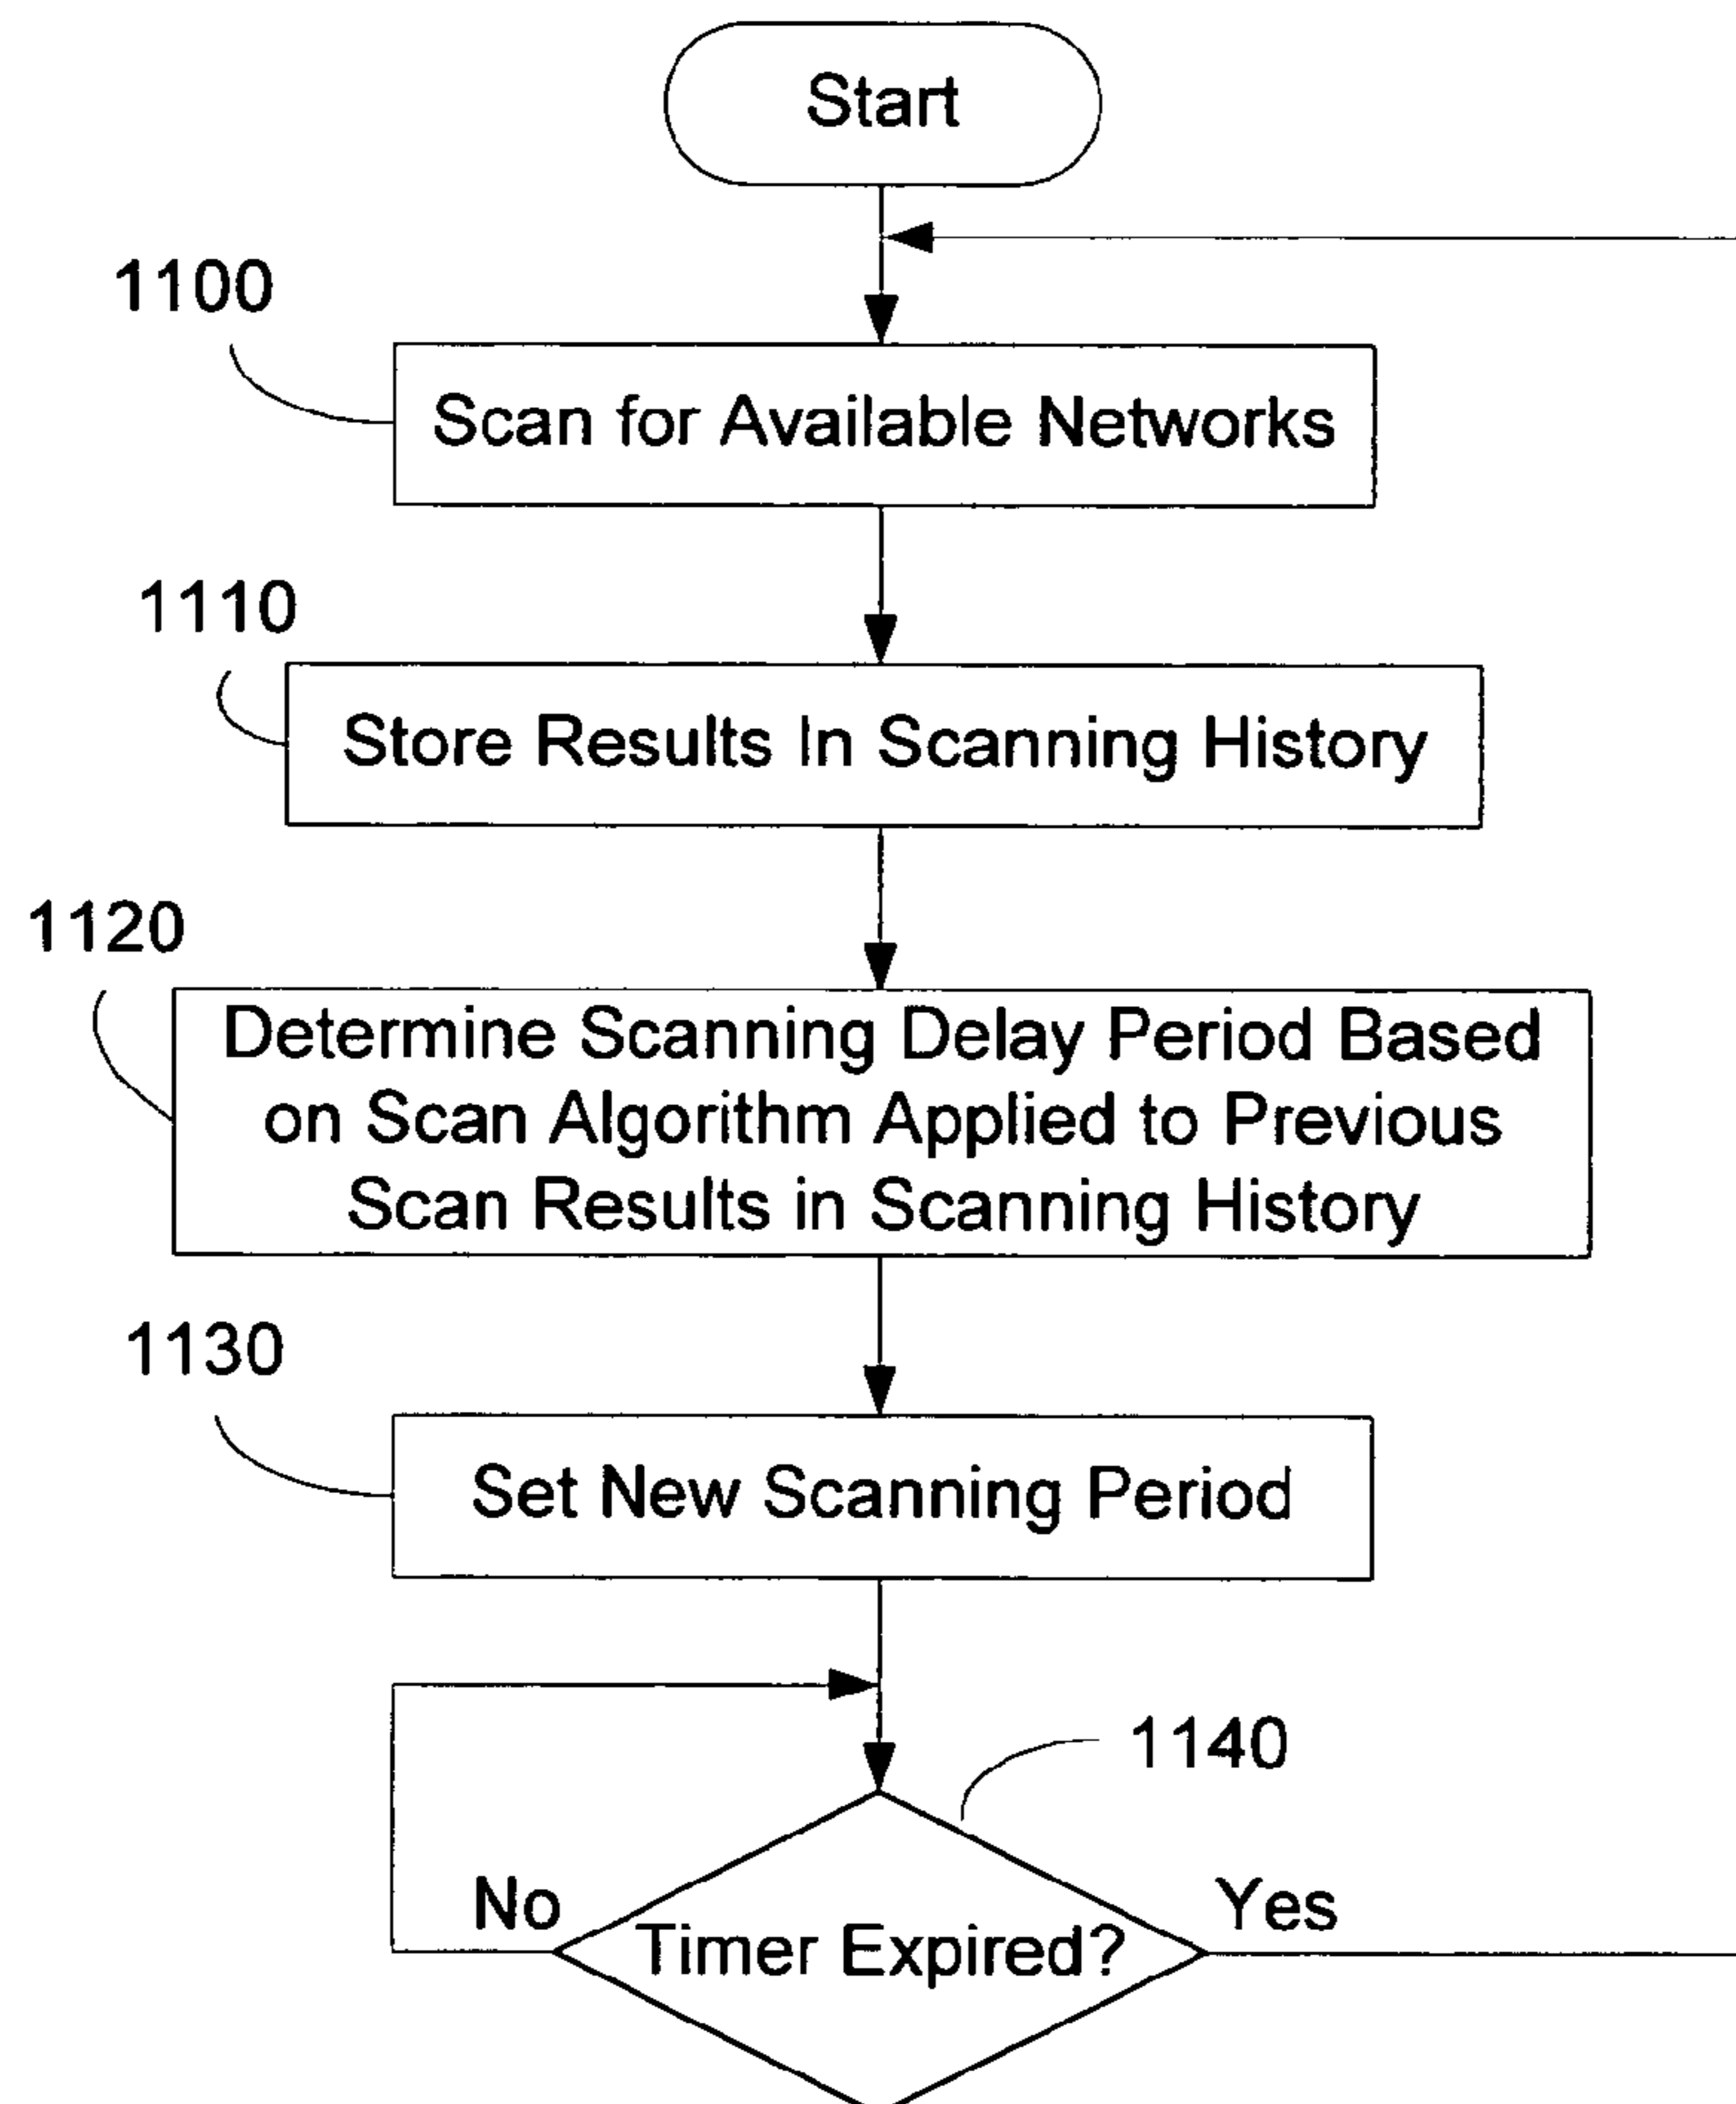 Start
1100
Scan for Available Networks
1110
Store Results In Scanning History
1120
Determine Scanning Delay Period Based
on Scan Algorithm Applied to Previous
Scan Results in Scanning History
1130
Set New Scanning Period
1140
No
Yes
Timer Expired?